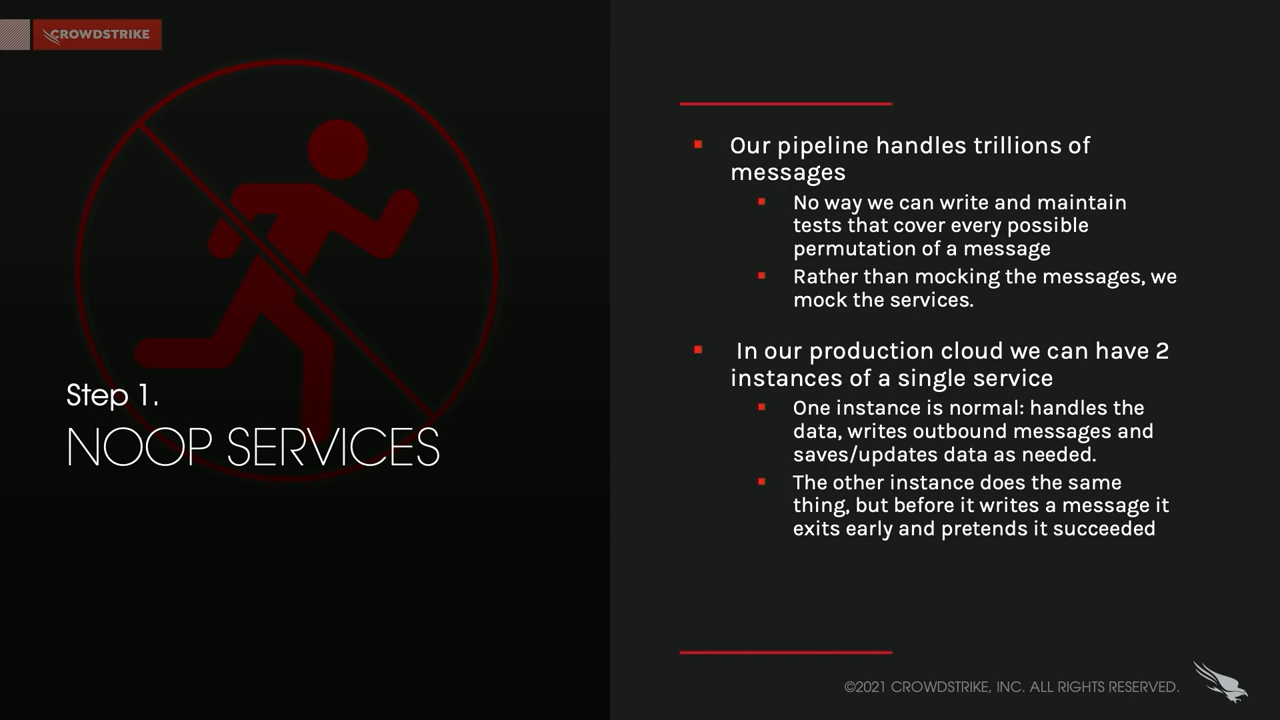 CROWDSTRIKE
Step 1.
NOOP SERVICES
Our pipeline handles trillions of
messages
No way we can write and maintain
tests that cover every possible
permutation of a message
Rather than mocking the messages, we
mock the services.
In our production cloud we can have 2
instances of a single service
One instance is normal: handles the
data, writes outbound messages and
saves/updates data as needed.
The other instance does the same
thing, but before it writes a message it
exits early and pretends it succeeded
©2021 CROWDSTRIKE, INC. ALL RIGHTS RESERVED.